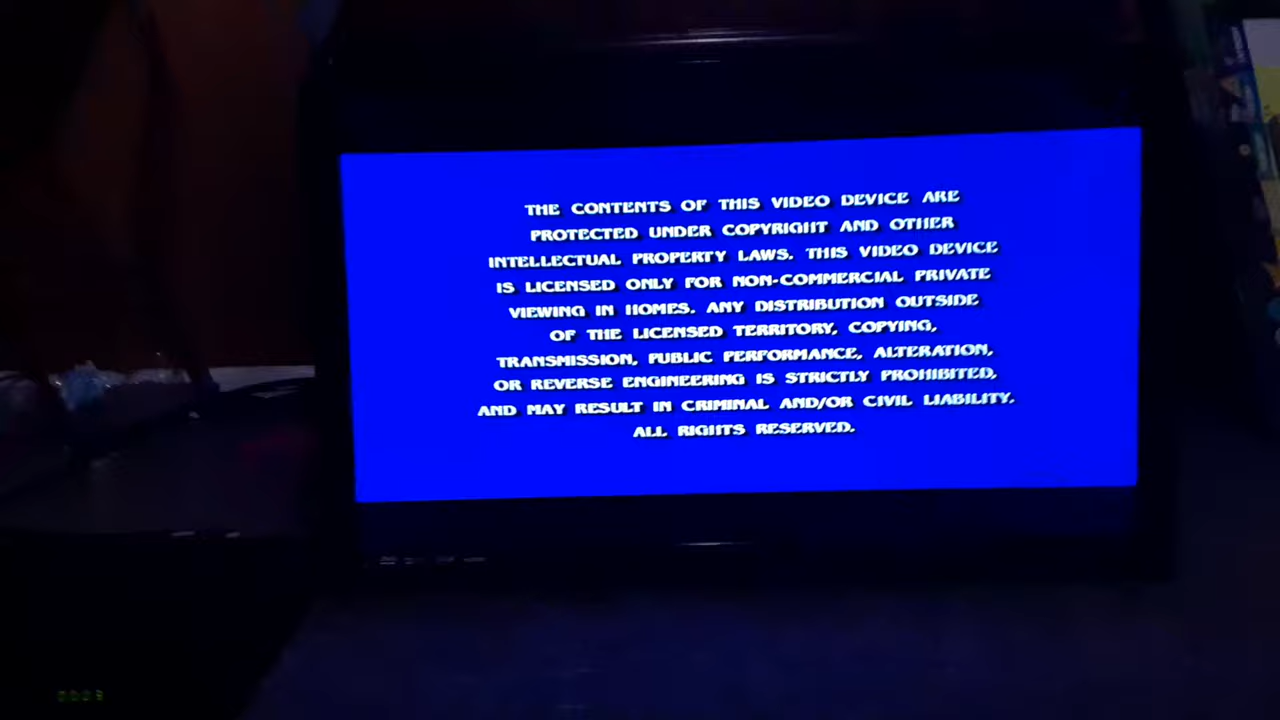 THE CONTENTS OF THIS VIDEO DEVICE ARE
PROTECTED UNDER COPYRIGHT AND OTHER
INTELLECTUAL PROPERTY LAWS. THIS VIDEO DEVICE
IS LICENSED ONLY FOR NON-COMMERCIAL PRIVATE
VIEWING IN HOMES. ANY DISTRIBUTION OUTSIDE
OF THE LICENSED TERRITORY, COPYING,
TRANSMISSION, PUBLIC PERFORMANCE, ALTERATION,
OR REVERSE ENGINEERING IS STRICTLY PROHIBITED,
AND MAY RESULT IN CRIMINAL AND/OR CIVIL LIABILITY.
ALL RIGHTS RESERVED.